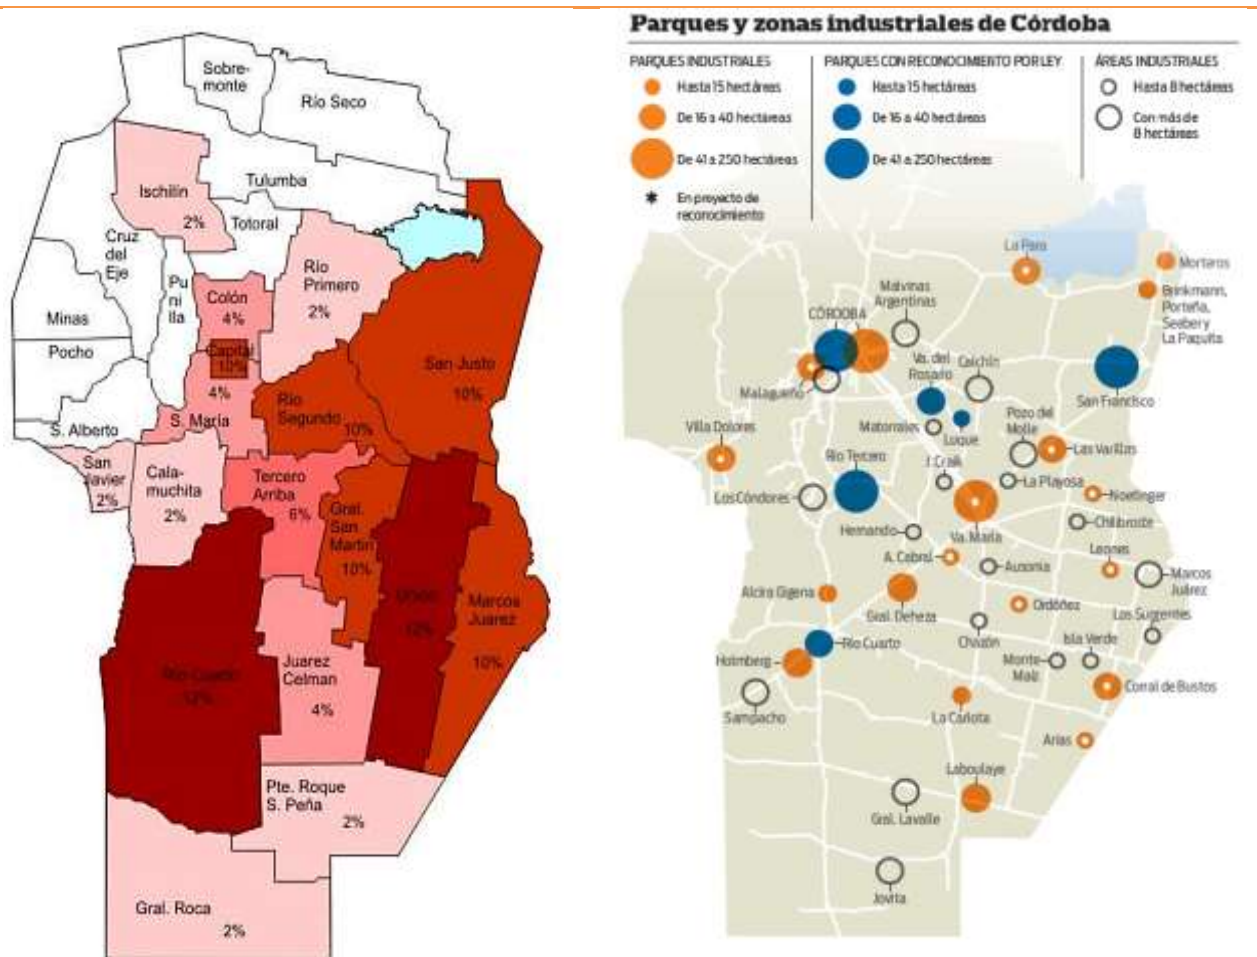 Sobre-
monte
Río Seco
Ischilín
2%
Tulumba
Totoral
Cruz
del
Eje
Pu
ni
lla
Río
Primero
2%
Colón
4%
Minas
Pocho
Capital
10%
San Justo
10%
4%
S. María
Río
Segundo
10%
S. Alberto
San
Javier
2%
Cala-
muchita
2%
Tercero
Arriba
6%
Gral.
San
Martín
10%
Unión
12%
Marcos
Juarez
10%
Río Cuarto
12%
Juarez
Celman
4%
Pte. Roque
S. Peña
2%
Gral. Roca
2%
Parques y zonas industriales de Córdoba
PARQUES INDUSTRIALES
Hasta 15 hectáreas
De 16 a 40 hectáreas
De 41 a 250 hectáreas
* En proyecto de
reconocimiento
PARQUES CON RECONOCIMIENTO POR LEY
Hasta 15 hectáreas
De 16 a 40 hectáreas
De 41 a 250 hectáreas
ÁREAS INDUSTRIALES
Hasta 8 hectáreas
Con más de
8 hectáreas
La Para
Morteros
Brinkmann,
Porteña,
Seeber y
La Paquita
Malvinas
Argentinas
CÓRDOBA
Va. del
Rosario
Calchín
Malagueño
San Francisco
Matorrales
Luque
Pozo del
Molle
Las Varillas
Villa Dolores
Río Tercero
J. Craik
La Playosa
Los Cóndores
Noetinger
Hernando
Va. María
Chilibroste
A. Cabral
Ausonia
Leones
Marcos
Juárez
Alcira Gigena
Gral. Deheza
Ordóñez
Los Surgentes
Río Cuarto
Chazón
Isla Verde
Holmberg
Monte
Maíz
Corral de Bustos
Sampacho
La Carlota
Arias
Laboulaye
Gral. Lavalle
Jovita